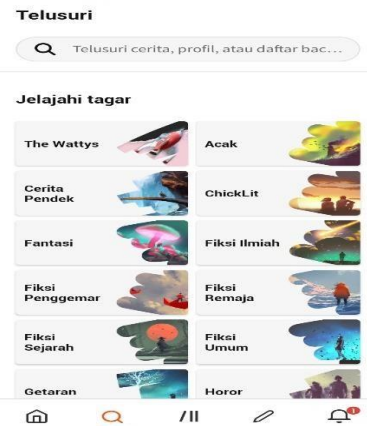 Telusuri
Telusuri cerita, profil, atau daftar bac...
Jelajahi tagar
The Wattys
Acak
Cerita
Pendek
ChickLit
Fantasi
Fiksi Ilmiah
Fiksi
Penggemar
Fiksi
Remaja
Fiksi
Sejarah
Fiksi
Umum
Getaran
Horor
1